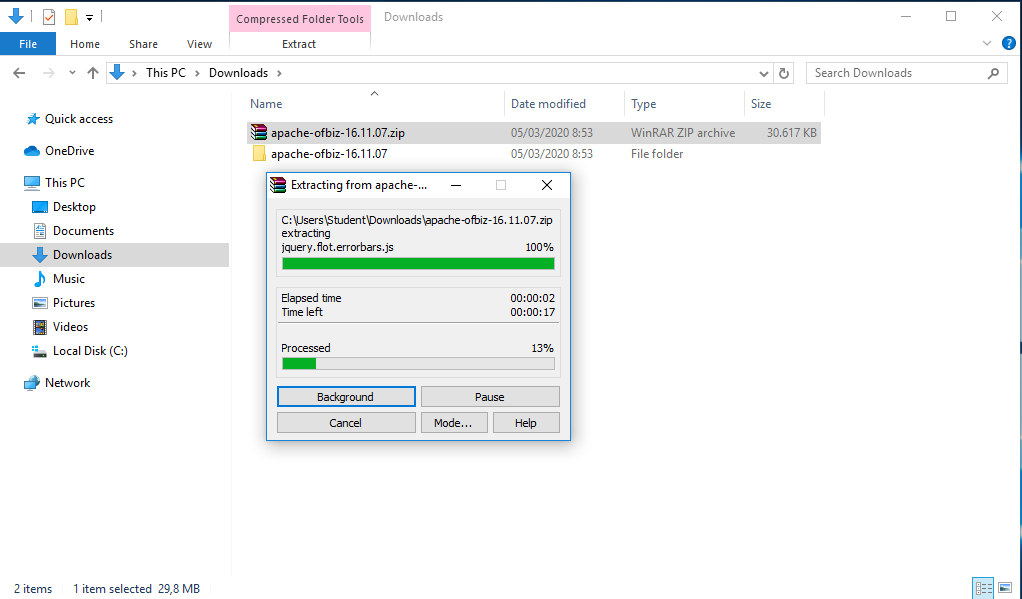 Compressed Folder Tools
Downloads
File
Home
Share
View
Extract
This PC
Downloads
Search Downloads
Name
Date modified
Type
Size
apache-ofbiz-16.11.07.zip
05/03/2020 8:53
WinRAR ZIP archive
30.617 KB
apache-ofbiz-16.11.07
05/03/2020 8:53
File folder
Quick access
OneDrive
This PC
Desktop
Documents
Downloads
Music
Pictures
Videos
Local Disk (C:)
Network
Extracting from apache-...
C:\Users\Student\Downloads\apache-ofbiz-16.11.07.zip
extracting
jquery.flot.errorbars.js 100%
Elapsed time 00:00:02
Time left 00:00:17
Processed 13%
Background
Pause
Cancel
Mode...
Help
2 items
1 item selected 29,8 MB